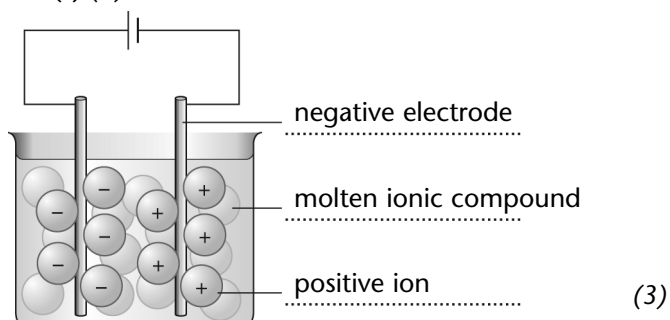 negative electrode
molten ionic compound
positive ion
(3)
− − − − −
+ + + + +